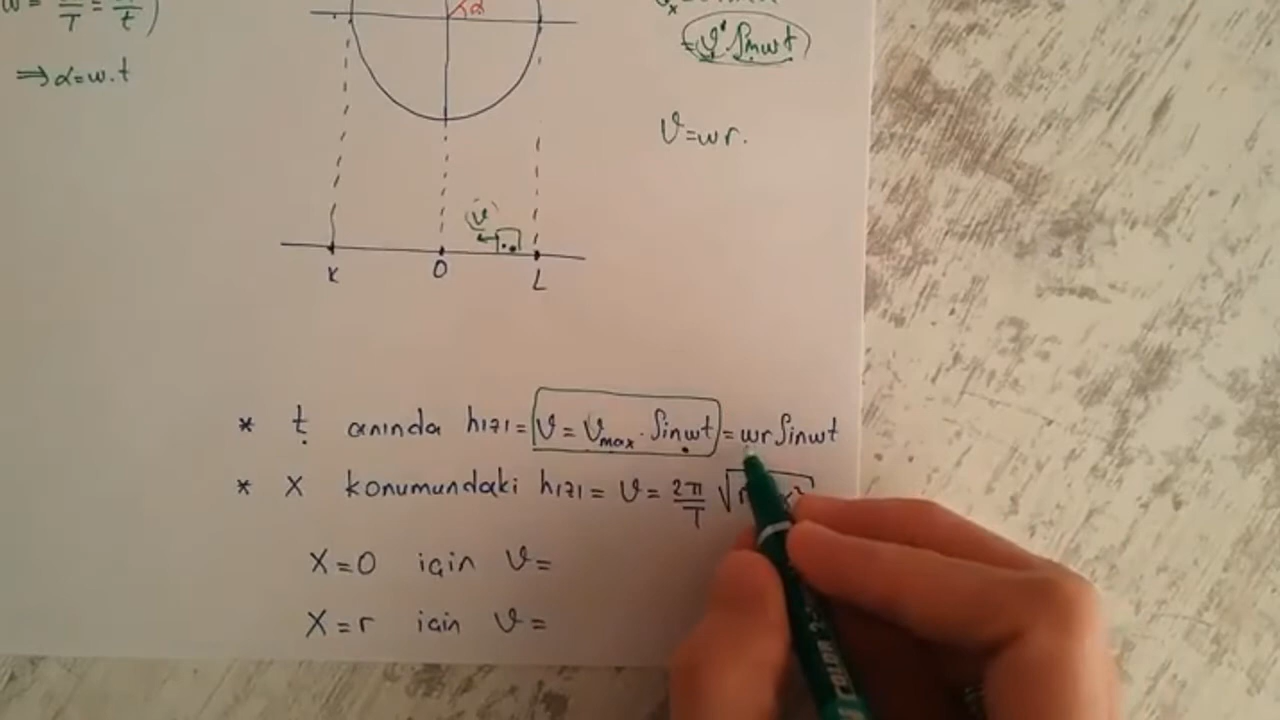 α
= ϑ' Sinwt
⇒ α = w.t
ϑ = wr.
ϑ
K O L
* t anında hızı = ϑ = ϑmax . Sinwt = wr Sinwt
* X konumundaki hızı = ϑ = 2π/T √
X = 0 için ϑ =
X = r için ϑ =